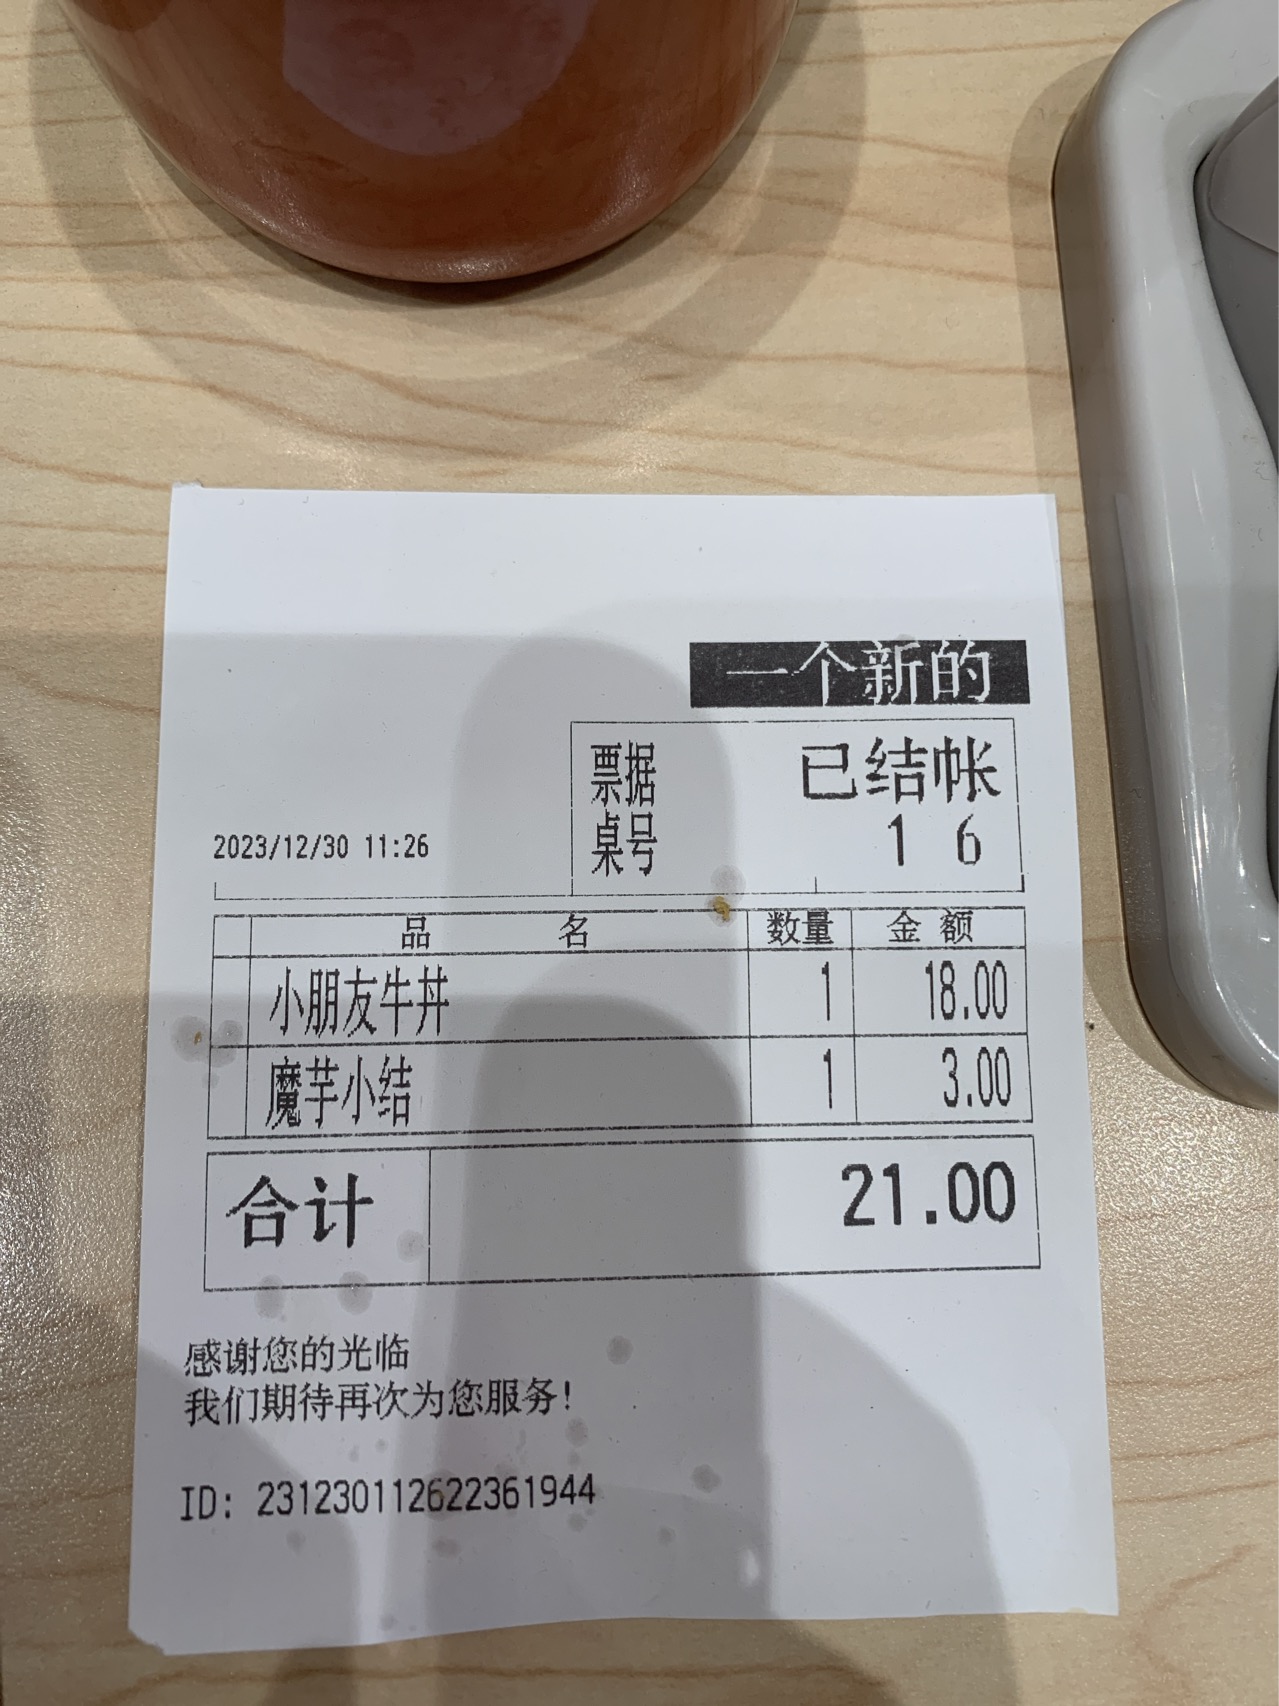 一个新的
票据 已结帐
2023/12/30 11:26 桌号 1 6
品 名 数量 金额
小朋友牛丼 1 18.00
魔芋小结 1 3.00
合计 21.00
感谢您的光临
我们期待再次为您服务!
ID: 231230112622361944